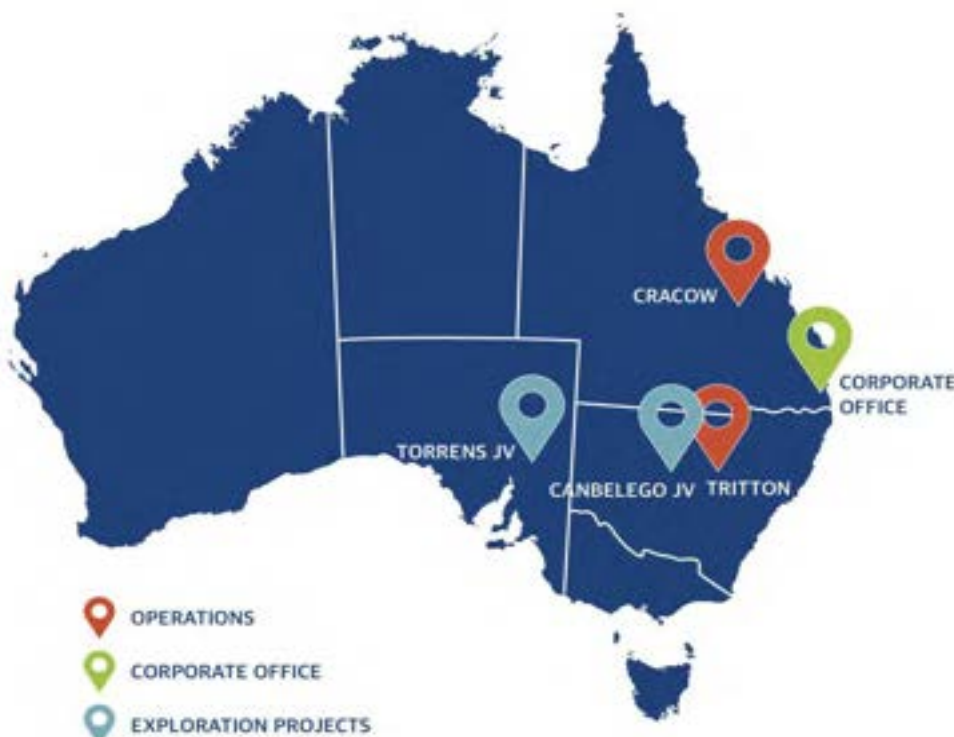 CRACOW
CORPORATE
OFFICE
TORRENS JV
CANBELEGO JV
TRITTON
OPERATIONS
CORPORATE OFFICE
EXPLORATION PROJECTS